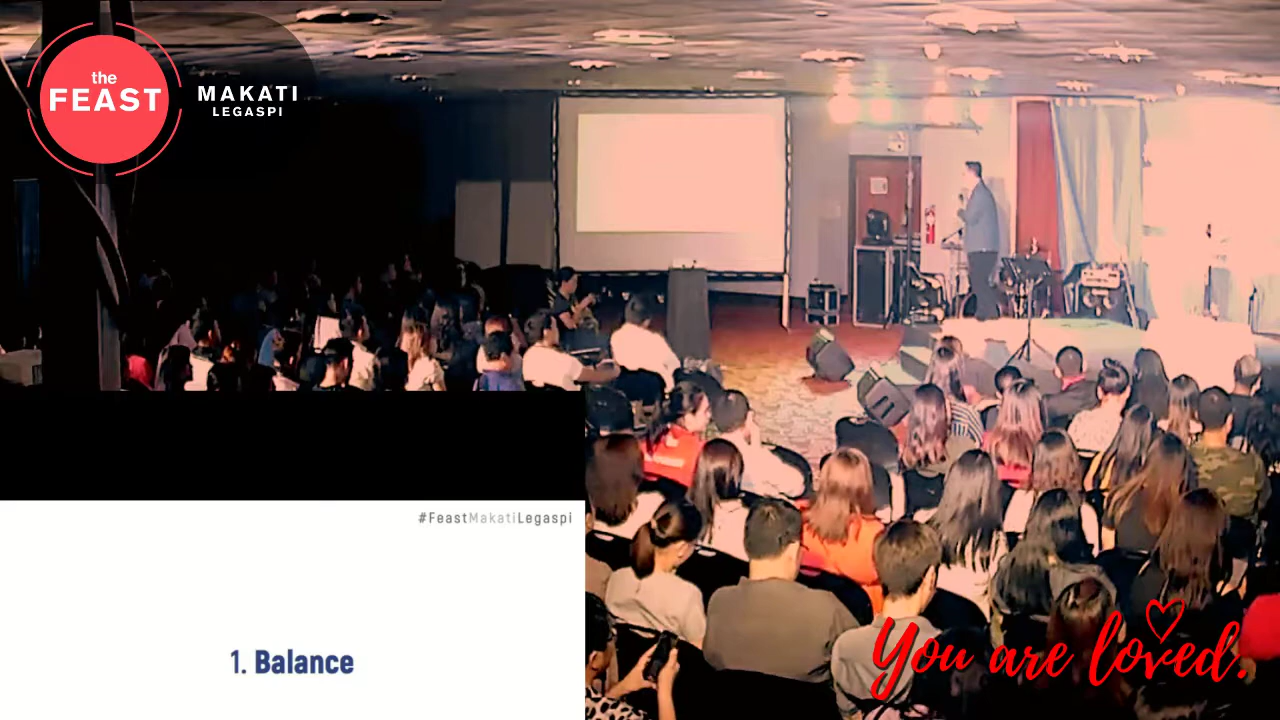 the
FEAST
MAKATI
LEGASPI
#FeastMakatiLegaspi
1. Balance
You are loved.